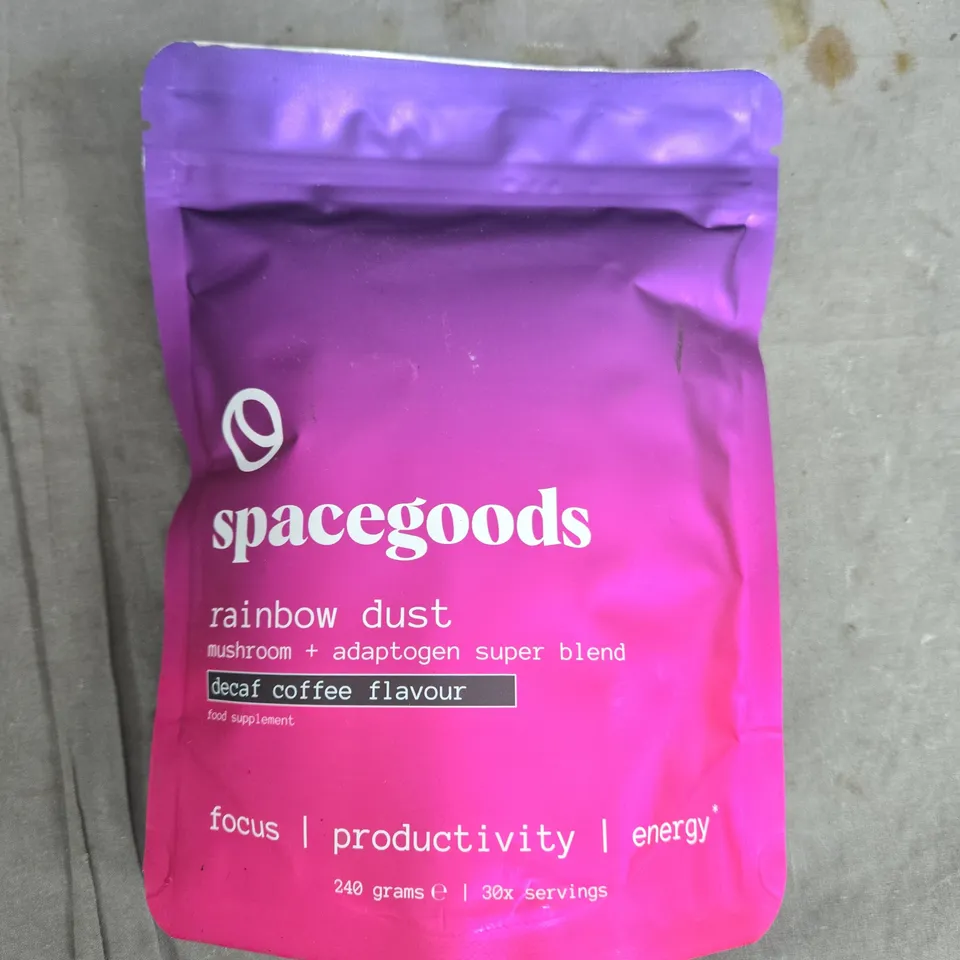 spacegoods
rainbow dust
mushroom + adaptogen super blend
decaf coffee flavour
food supplement
focus | productivity | energy*
240 grams ℮ | 30x servings